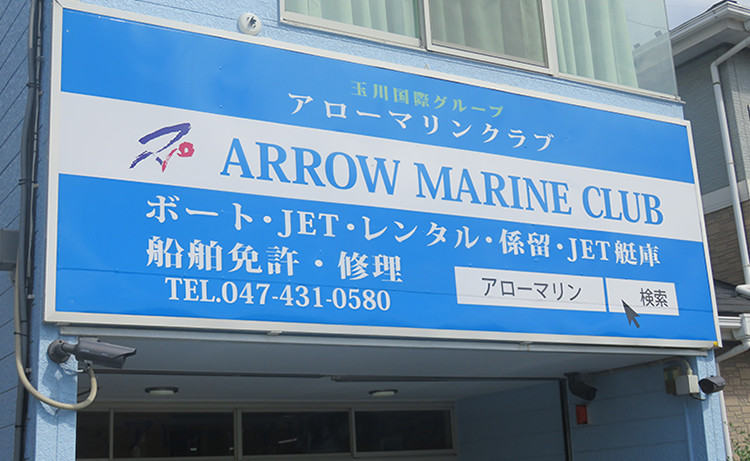 玉川国際グループ
アローマリンクラブ
ARROW MARINE CLUB
ボート・JET・レンタル・係留・JET艇庫
船舶免許・修理
TEL.047-431-0580
アローマリン 検索